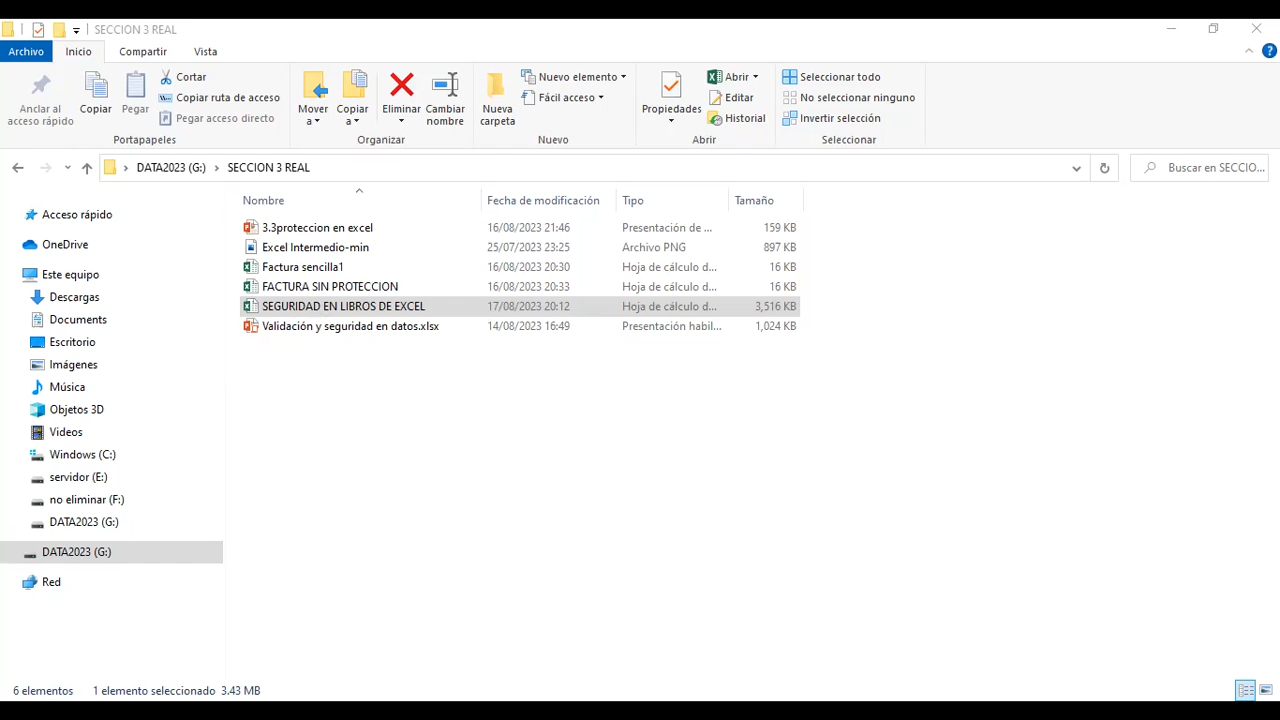 SECCION 3 REAL
Archivo Inicio Compartir Vista
Anclar al acceso rápido
Copiar
Pegar
Cortar
Copiar ruta de acceso
Pegar acceso directo
Portapapeles
Mover a
Copiar a
Eliminar
Cambiar nombre
Organizar
Nueva carpeta
Nuevo elemento
Fácil acceso
Nuevo
Propiedades
Abrir
Editar
Historial
Abrir
Seleccionar todo
No seleccionar ninguno
Invertir selección
Seleccionar
DATA2023 (G:) › SECCION 3 REAL
Buscar en SECCIO...
Acceso rápido
OneDrive
Este equipo
Descargas
Documents
Escritorio
Imágenes
Música
Objetos 3D
Videos
Windows (C:)
servidor (E:)
no eliminar (F:)
DATA2023 (G:)
DATA2023 (G:)
Red
Nombre Fecha de modificación Tipo Tamaño
3.3proteccion en excel 16/08/2023 21:46 Presentación de ... 159 KB
Excel Intermedio-min 25/07/2023 23:25 Archivo PNG 897 KB
Factura sencilla1 16/08/2023 20:30 Hoja de cálculo d... 16 KB
FACTURA SIN PROTECCION 16/08/2023 20:33 Hoja de cálculo d... 16 KB
SEGURIDAD EN LIBROS DE EXCEL 17/08/2023 20:12 Hoja de cálculo d... 3,516 KB
Validación y seguridad en datos.xlsx 14/08/2023 16:49 Presentación habil... 1,024 KB
6 elementos 1 elemento seleccionado 3.43 MB